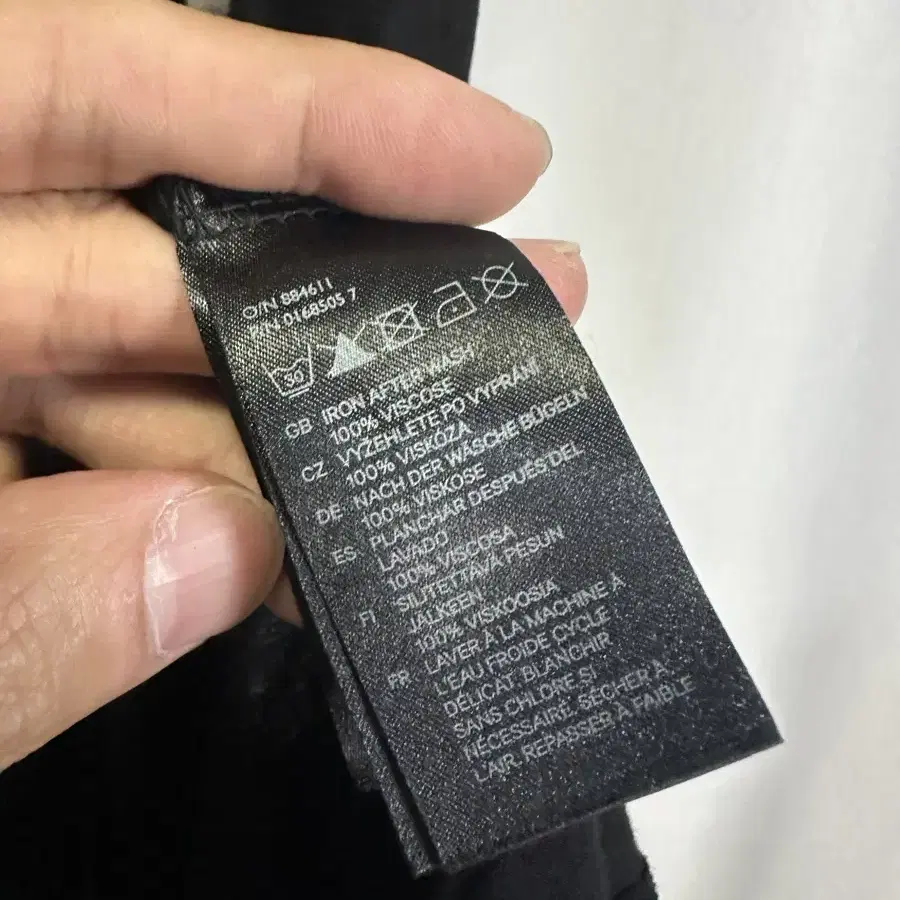 O/N 884611
P/N 0168505 7
30
GB IRON AFTER WASH
100% VISCOSE
CZ VYŽEHLETE PO VYPRÁNÍ
100% VISKÓZA
DE NACH DER WÄSCHE BÜGELN
100% VISKOSE
ES PLANCHAR DESPUÉS DEL
LAVADO
100% VISCOSA
FI SILITETTÄVÄ PESUN
JÄLKEEN
100% VISKOOSIA
FR LAVER À LA MACHINE À
L'EAU FROIDE CYCLE
DÉLICAT. BLANCHIR
SANS CHLORE SI
NÉCESSAIRE. SÉCHER À
L'AIR. REPASSER À FAIBLE